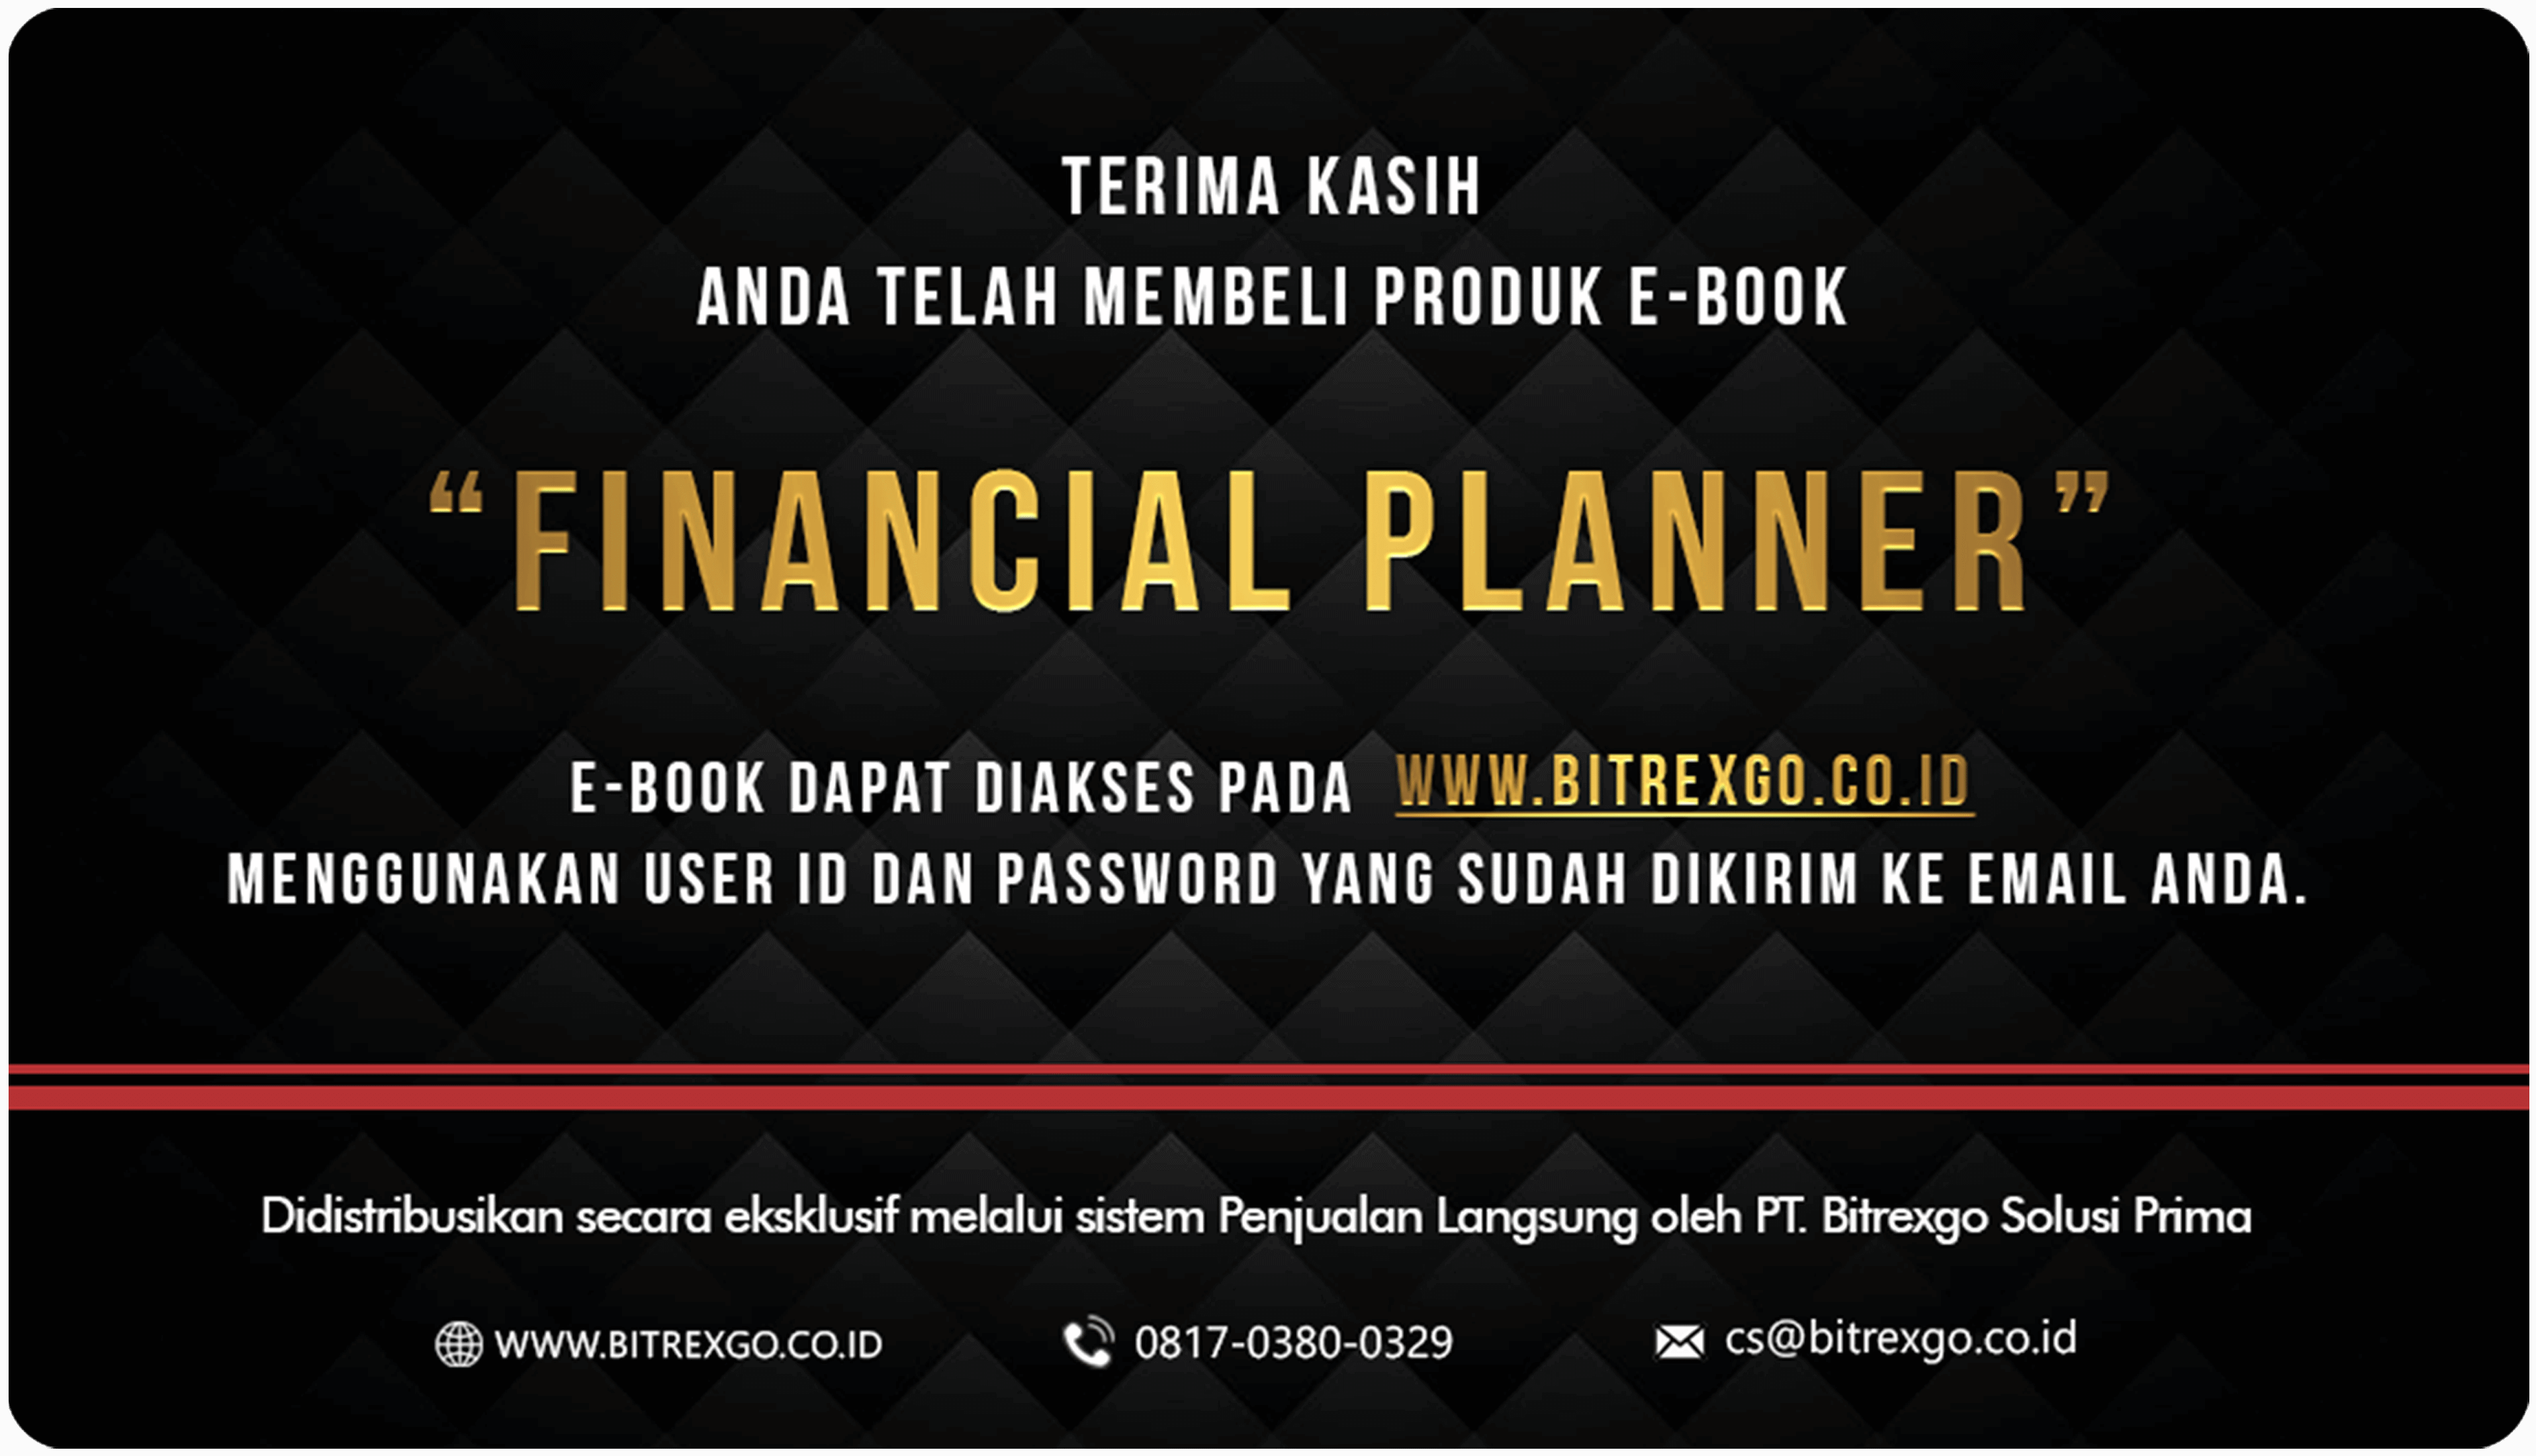 TERIMA KASIH
ANDA TELAH MEMBELI PRODUK E-BOOK
“FINANCIAL PLANNER”
E-BOOK DAPAT DIAKSES PADA WWW.BITREXGO.CO.ID
MENGGUNAKAN USER ID DAN PASSWORD YANG SUDAH DIKIRIM KE EMAIL ANDA.
Didistribusikan secara eksklusif melalui sistem Penjualan Langsung oleh PT. Bitrexgo Solusi Prima
WWW.BITREXGO.CO.ID 0817-0380-0329 cs@bitrexgo.co.id